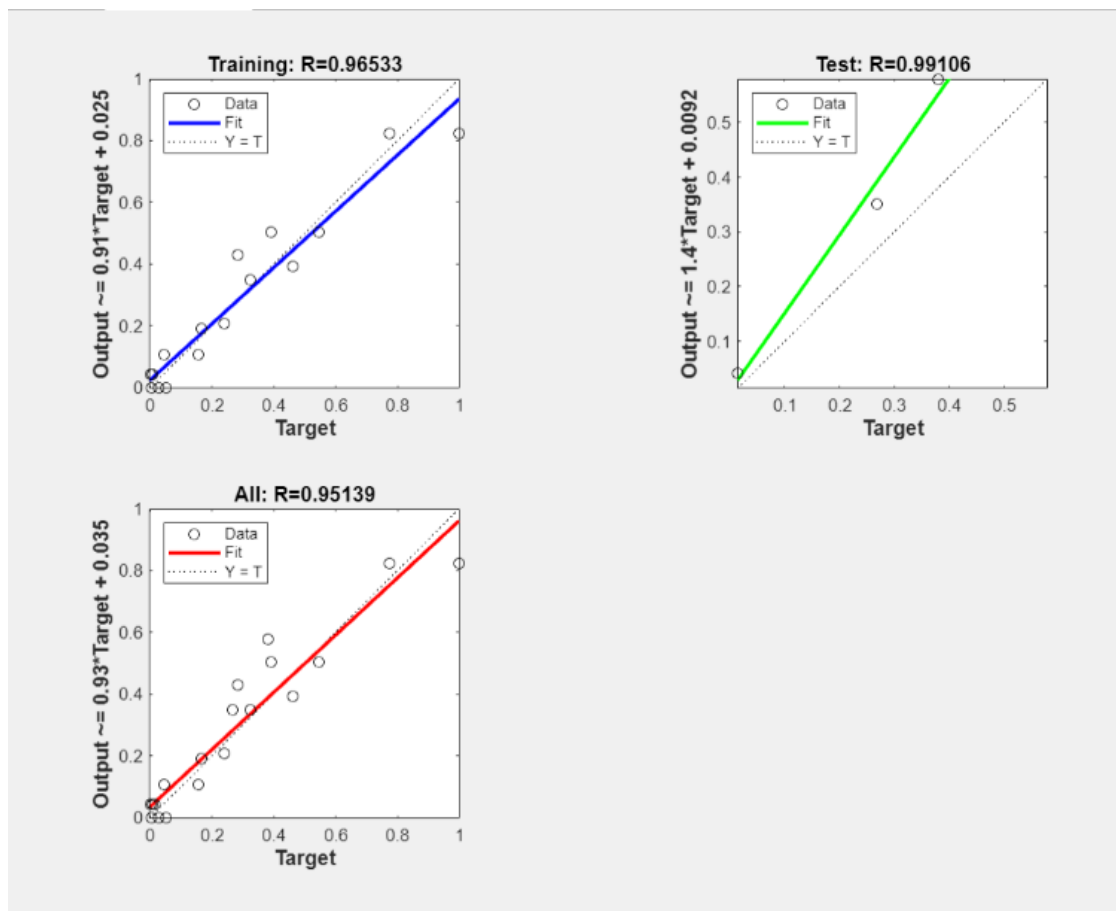 Training: R=0.96533
Output ~= 0.91*Target + 0.025
1
0.8
0.6
0.4
0.2
0
Data
Fit
Y = T
0 0.2 0.4 0.6 0.8 1
Target
Test: R=0.99106
Output ~= 1.4*Target + 0.0092
0.5
0.4
0.3
0.2
0.1
Data
Fit
Y = T
0.1 0.2 0.3 0.4 0.5
Target
All: R=0.95139
Output ~= 0.93*Target + 0.035
1
0.8
0.6
0.4
0.2
0
Data
Fit
Y = T
0 0.2 0.4 0.6 0.8 1
Target